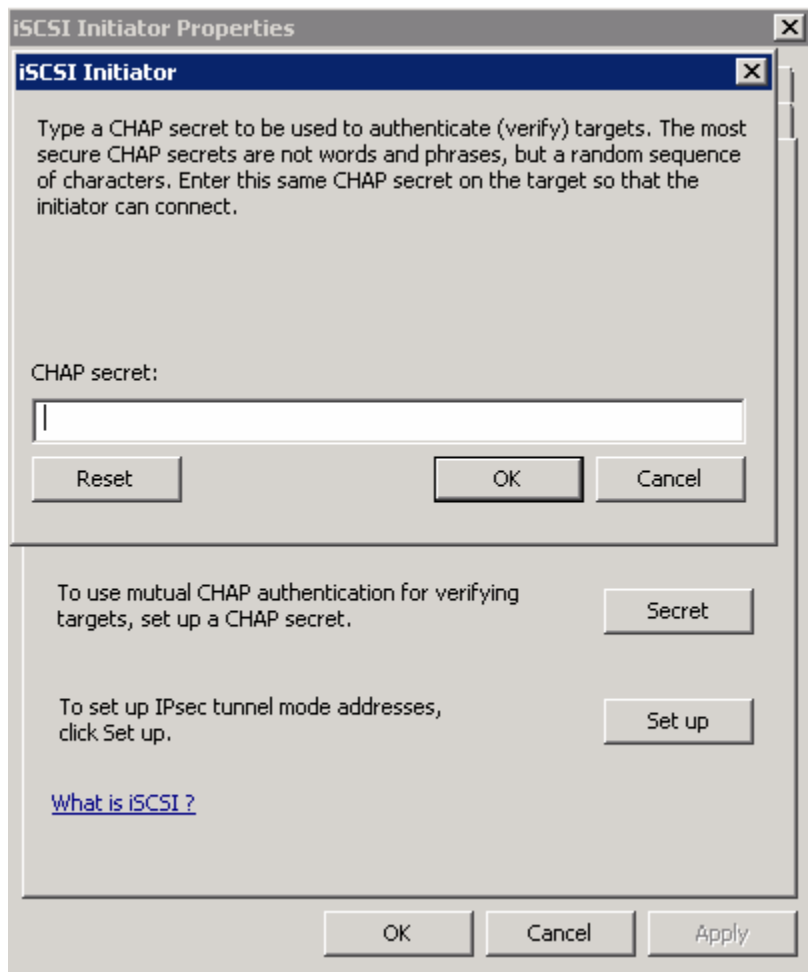 iSCSI Initiator Properties
iSCSI Initiator
Type a CHAP secret to be used to authenticate (verify) targets. The most
secure CHAP secrets are not words and phrases, but a random sequence
of characters. Enter this same CHAP secret on the target so that the
initiator can connect.
CHAP secret:
Reset
OK
Cancel
To use mutual CHAP authentication for verifying
targets, set up a CHAP secret.
Secret
To set up IPsec tunnel mode addresses,
click Set up.
Set up
What is iSCSI ?
OK
Cancel
Apply